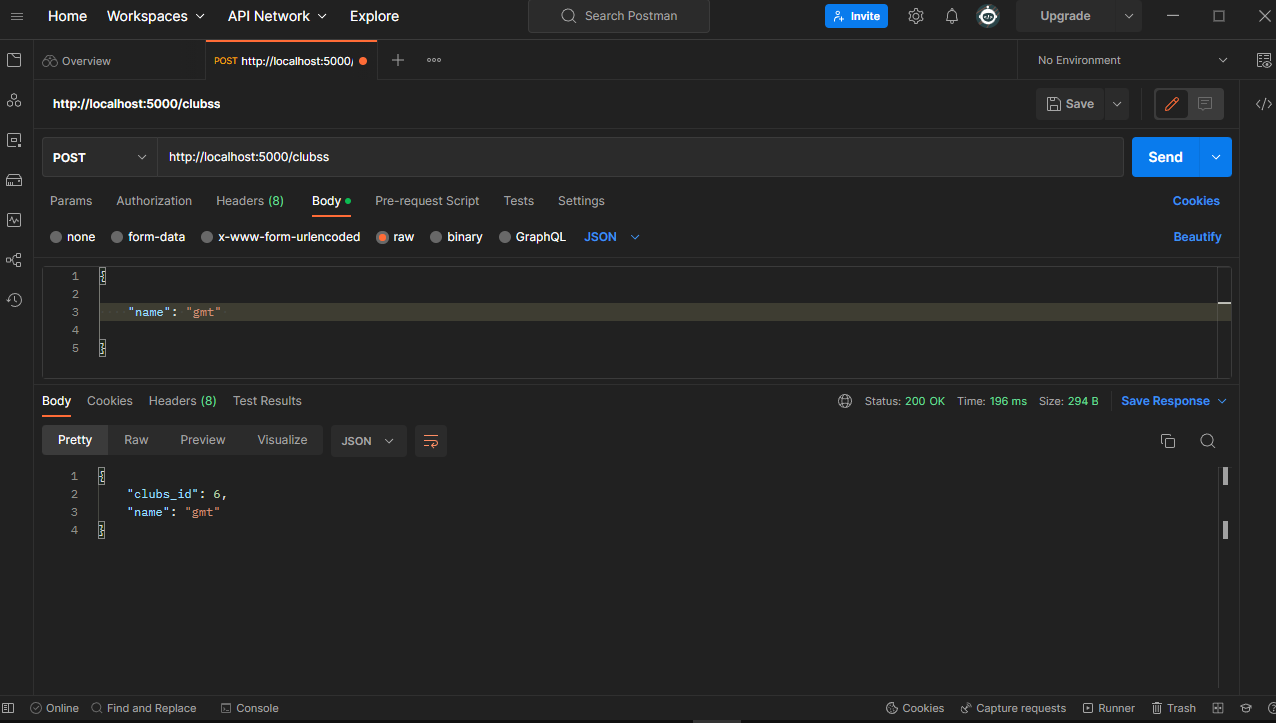 Home Workspaces API Network Explore Search Postman Invite Upgrade
Overview POST http://localhost:5000/ No Environment
http://localhost:5000/clubss Save
POST http://localhost:5000/clubss Send
Params Authorization Headers (8) Body Pre-request Script Tests Settings Cookies
none form-data x-www-form-urlencoded raw binary GraphQL JSON Beautify
1 {
2
3 "name": "gmt"
4
5 }
Body Cookies Headers (8) Test Results Status: 200 OK Time: 196 ms Size: 294 B Save Response
Pretty Raw Preview Visualize JSON
1 {
2 "clubs_id": 6,
3 "name": "gmt"
4 }
Online Find and Replace Console Cookies Capture requests Runner Trash